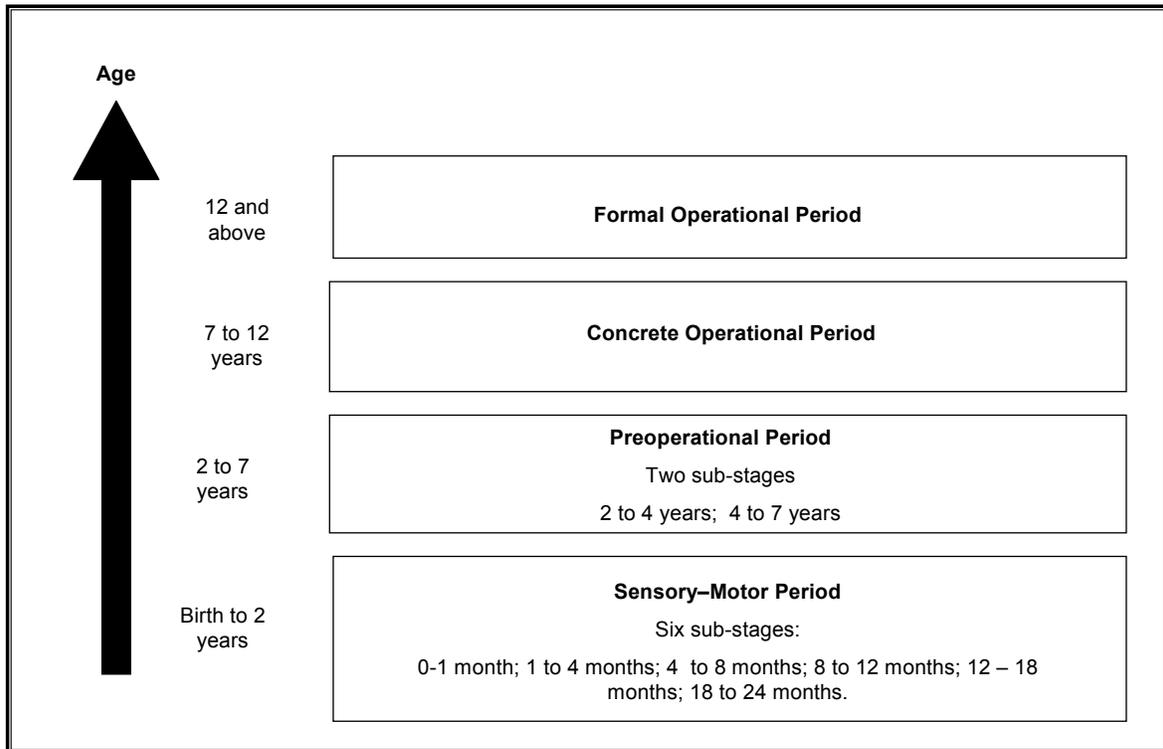 Age
12 and
above
Formal Operational Period
7 to 12
years
Concrete Operational Period
2 to 7
years
Preoperational Period
Two sub-stages
2 to 4 years;  4 to 7 years
Birth to 2
years
Sensory–Motor Period
Six sub-stages:
0-1 month; 1 to 4 months; 4  to 8 months; 8 to 12 months; 12 – 18
months; 18 to 24 months.